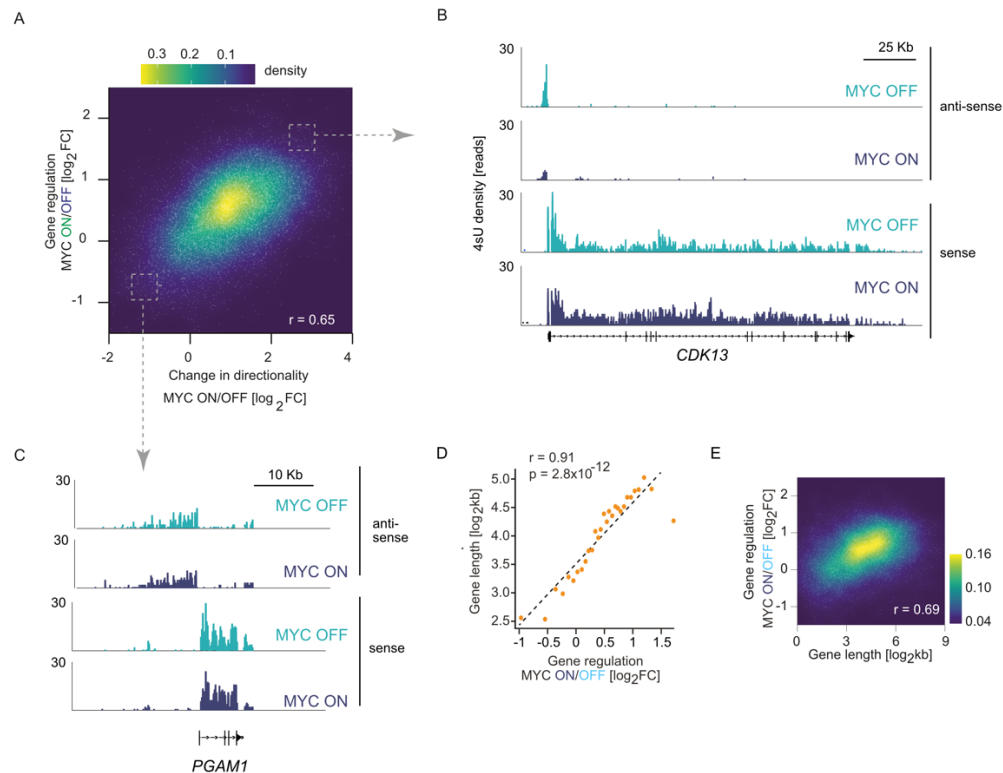 A
0.3 0.2 0.1
density
2
1
0
-1
Gene regulation
MYC ON/OFF [log2FC]
r = 0.65
-2 0 2 4
Change in directionality
MYC ON/OFF [log 2FC]
B
25 Kb
30
MYC OFF
anti-sense
30
MYC ON
4sU density [reads]
30
MYC OFF
sense
30
MYC ON
CDK13
C
10 Kb
30
MYC OFF
anti-
sense
30
MYC ON
30
MYC OFF
sense
30
MYC ON
PGAM1
D
r = 0.91
p = 2.8x10-12
5.0
4.5
4.0
3.5
3.0
2.5
Gene length [log2kb]
-1 -0.5 0 0.5 1.0 1.5
Gene regulation
MYC ON/OFF [log2FC]
E
2
1
0
-1
Gene regulation
MYC ON/OFF [log2FC]
r = 0.69
0.16
0.10
0.04
0 3 6 9
Gene length [log2kb]